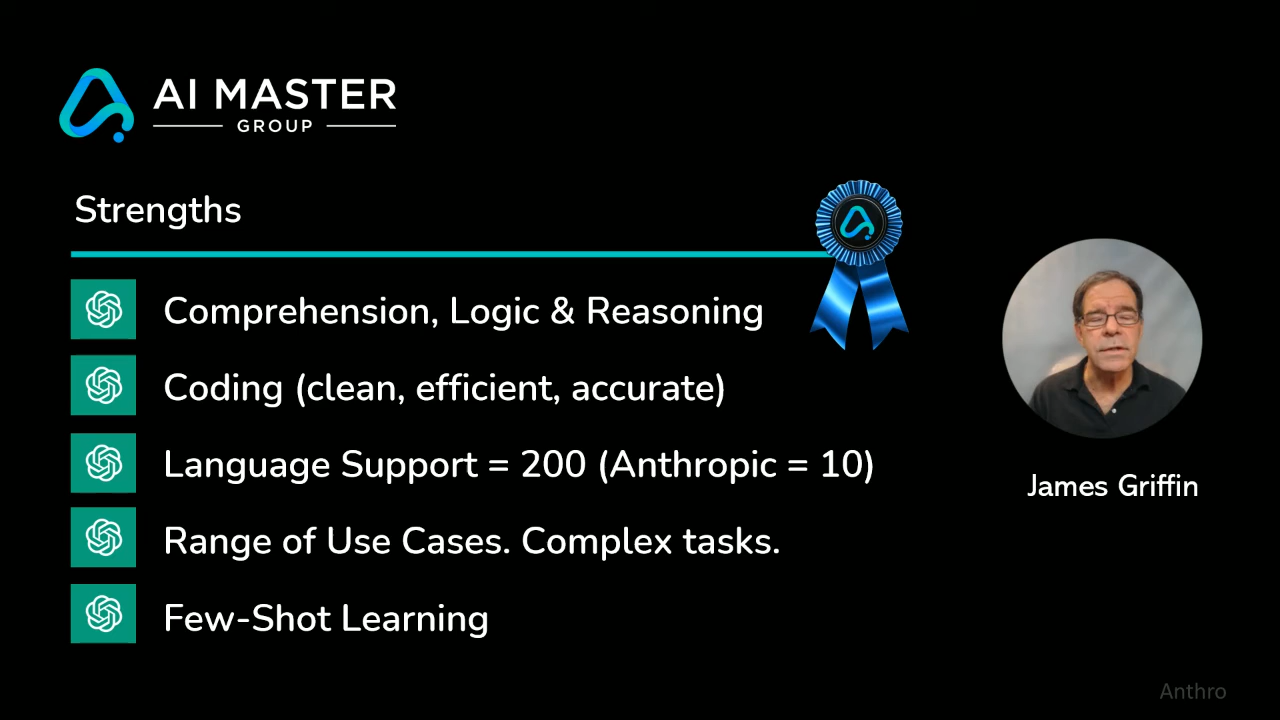 AI MASTER
GROUP
Strengths
Comprehension, Logic & Reasoning
Coding (clean, efficient, accurate)
Language Support = 200 (Anthropic = 10)
Range of Use Cases. Complex tasks.
Few-Shot Learning
James Griffin
Anthro